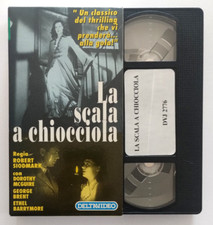 "Un classico
del thrilling
che vi
prenderà...
alla gola!"
La
scala
a chiocciola
Regia
ROBERT
SIODMARK
con
DOROTHY
MCGUIRE
GEORGE
BRENT
ETHEL
BARRYMORE
DELTAVIDEO
LA SCALA A CHIOCCIOLA
DVJ 2776